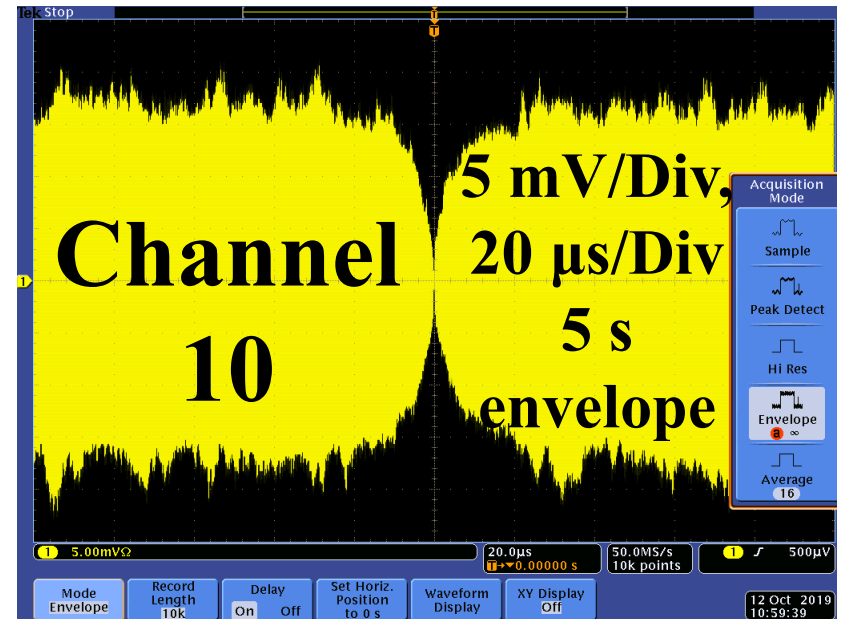 Tek Stop
T
T
5 mV/Div,
Channel
20 µs/Div
10
5 s
envelope
1
Acquisition
Mode
Sample
Peak Detect
Hi Res
Envelope
a ∞
Average
16
1 5.00mVΩ
20.0µs
T→▼0.00000 s
50.0MS/s
10k points
1 ʃ 500µV
Mode
Envelope
Record
Length
10k
Delay
On Off
Set Horiz.
Position
to 0 s
Waveform
Display
XY Display
Off
12 Oct 2019
10:59:39